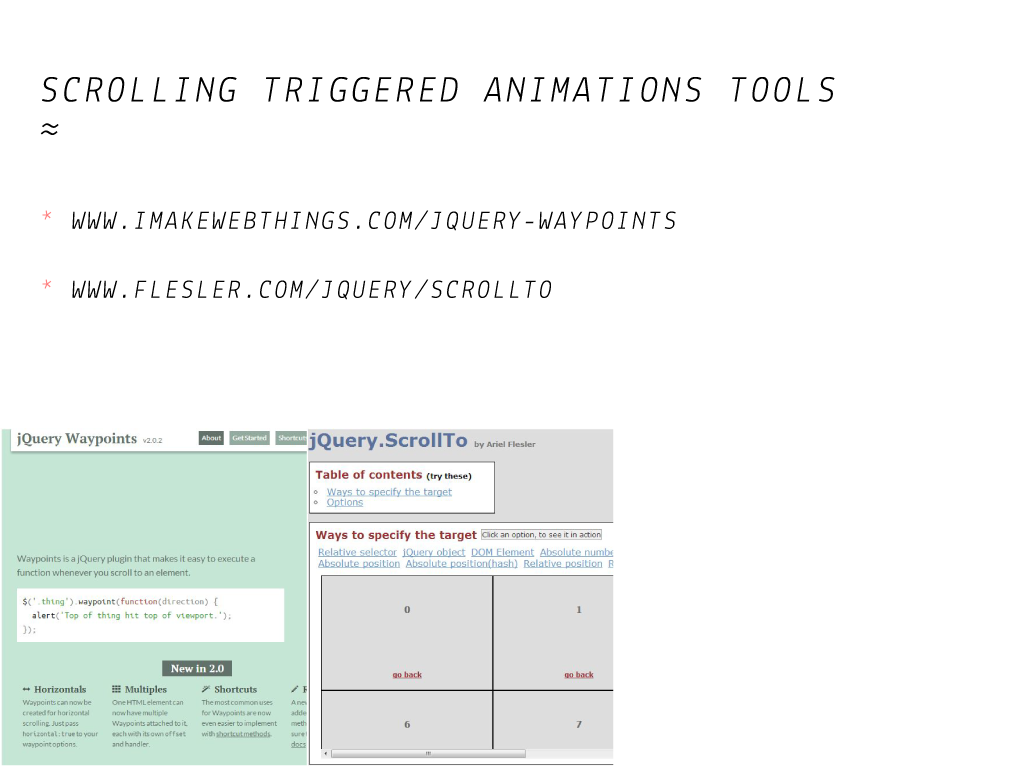 SCROLLING TRIGGERED ANIMATIONS TOOLS
≈
* WWW.IMAKEWEBTHINGS.COM/JQUERY-WAYPOINTS
* WWW.FLESLER.COM/JQUERY/SCROLLTO
jQuery Waypoints v2.0.2
About Get Started Shortcuts
Waypoints is a jQuery plugin that makes it easy to execute a
function whenever you scroll to an element.
$('.thing').waypoint(function(direction) {
alert('Top of thing hit top of viewport.');
});
New in 2.0
Horizontals
Waypoints can now be
created for horizontal
scrolling. Just pass
horizontal: true to your
waypoint options.
Multiples
One HTML element can
now have multiple
Waypoints attached to it,
each with its own offset
and handler.
Shortcuts
The most common uses
for Waypoints are now
even easier to implement
with shortcut methods.
A new
adde
meth
sure
docs
jQuery.ScrollTo by Ariel Flesler
Table of contents (try these)
Ways to specify the target
Options
Ways to specify the target Click an option, to see it in action
Relative selector jQuery object DOM Element Absolute numbe
Absolute position Absolute position(hash) Relative position R
0 1
go back go back
6 7